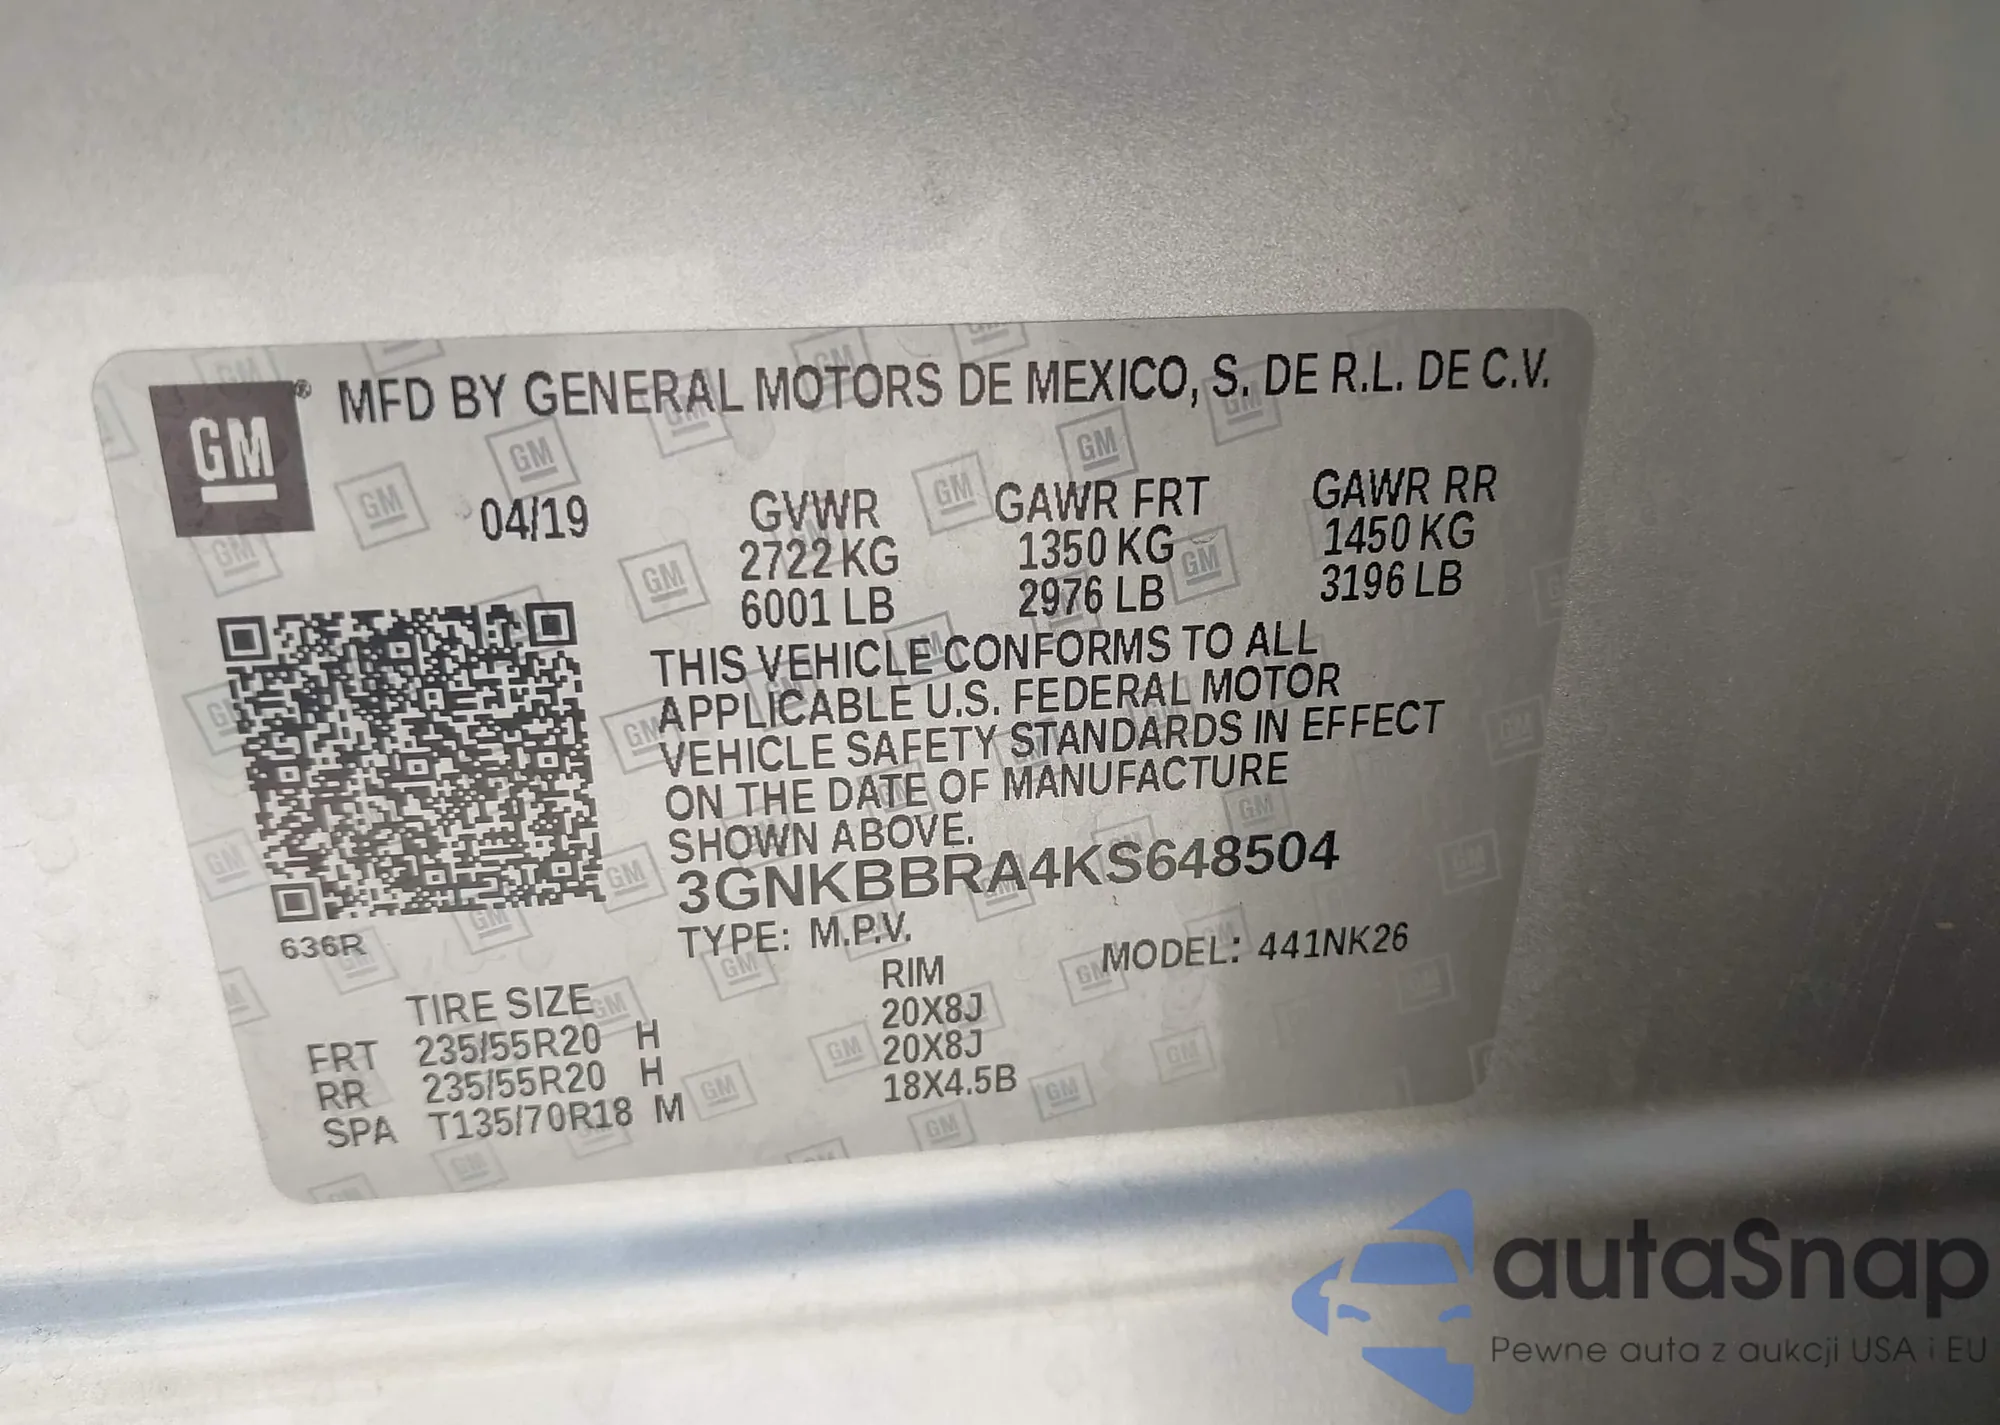 GM® MFD BY GENERAL MOTORS DE MEXICO, S. DE R.L. DE C.V.
04/19 GVWR GAWR FRT GAWR RR
2722 KG 1350 KG 1450 KG
6001 LB 2976 LB 3196 LB
THIS VEHICLE CONFORMS TO ALL
APPLICABLE U.S. FEDERAL MOTOR
VEHICLE SAFETY STANDARDS IN EFFECT
ON THE DATE OF MANUFACTURE
SHOWN ABOVE.
3GNKBBRA4KS648504
636R TYPE: M.P.V. MODEL: 441NK26
TIRE SIZE RIM
FRT 235/55R20 H 20X8J
RR 235/55R20 H 20X8J
SPA T135/70R18 M 18X4.5B
autaSnap
Pewne auta z aukcji USA i EU